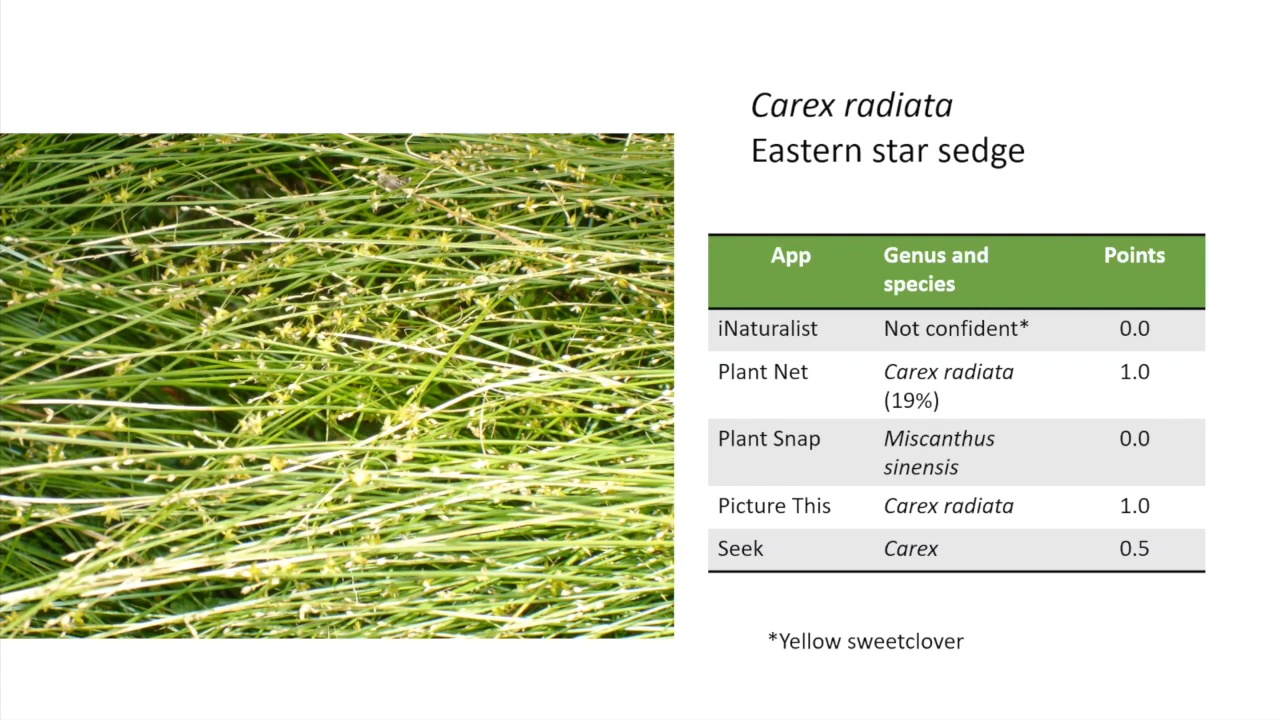 Carex radiata
Eastern star sedge
App Genus and species Points
iNaturalist Not confident* 0.0
Plant Net Carex radiata (19%) 1.0
Plant Snap Miscanthus sinensis 0.0
Picture This Carex radiata 1.0
Seek Carex 0.5
*Yellow sweetclover